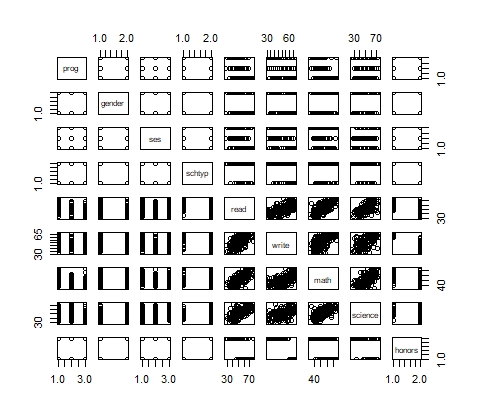 1.0 2.0 1.0 2.0 30 60 30 70
prog 1.0
1.0 gender
ses 1.0
1.0 schtyp
read 30
30 65 write
math 40
30 science
honors 1.0
1.0 3.0 1.0 3.0 30 70 40 1.0 2.0